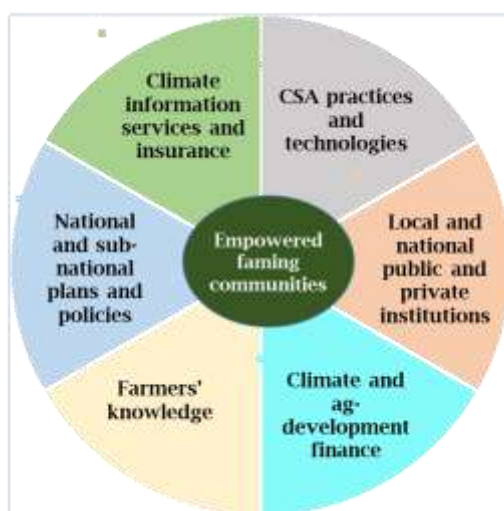 Climate
information
services and
insurance
CSA practices
and
technologies
Local and
national
public and
private
institutions
Climate and
ag-
development
finance
Farmers'
knowledge
National
and sub-
national
plans and
policies
Empowered
faming
communities